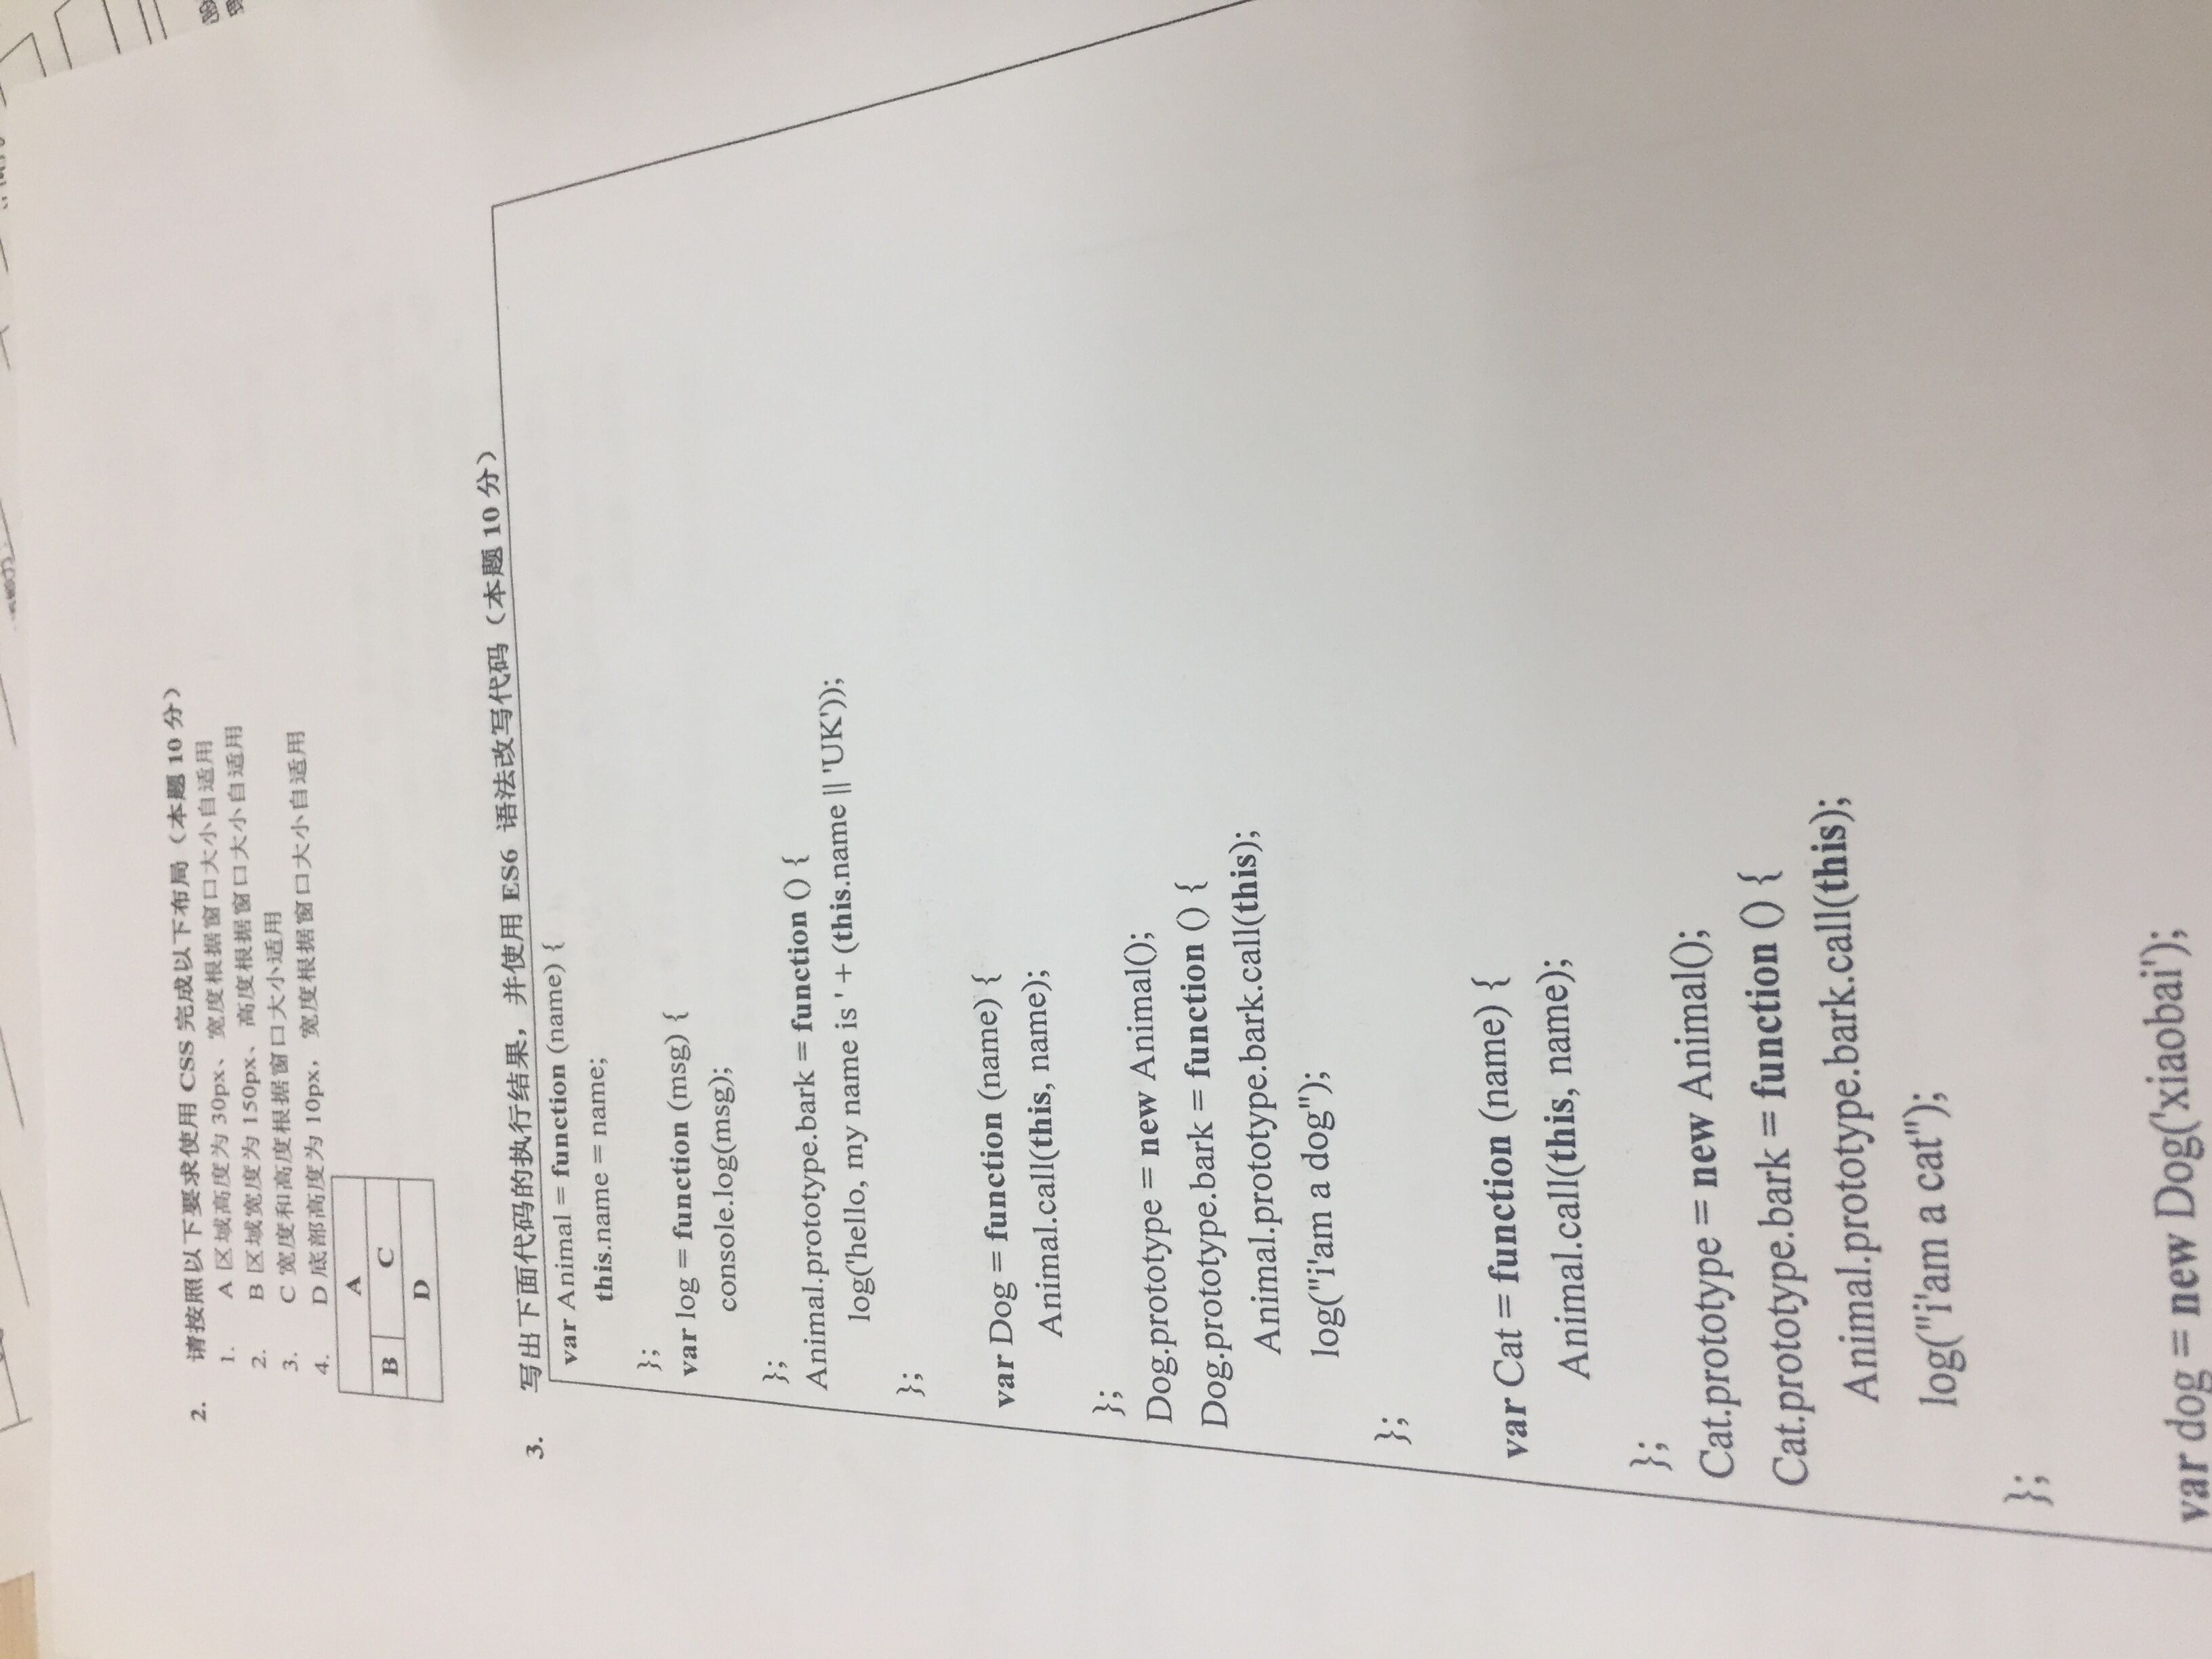 2. 请按照以下要求使用 CSS 完成以下布局（本题 10 分）
1. A 区域高度为 30px、宽度根据窗口大小自适用
2. B 区域宽度为 150px、高度根据窗口大小自适用
3. C 宽度和高度根据窗口大小适用
4. D 底部高度为 10px，宽度根据窗口大小自适用
A
B C
D
3. 写出下面代码的执行结果，并使用 ES6 语法改写代码（本题 10 分）
var Animal = function (name) {
this.name = name;
};
var log = function (msg) {
console.log(msg);
};
Animal.prototype.bark = function () {
log('hello, my name is ' + (this.name || 'UK'));
};
var Dog = function (name) {
Animal.call(this, name);
};
Dog.prototype = new Animal();
Dog.prototype.bark = function () {
Animal.prototype.bark.call(this);
log("i'am a dog");
};
var Cat = function (name) {
Animal.call(this, name);
};
Cat.prototype = new Animal();
Cat.prototype.bark = function () {
Animal.prototype.bark.call(this);
log("i'am a cat");
};
var dog = new Dog('xiaobai');